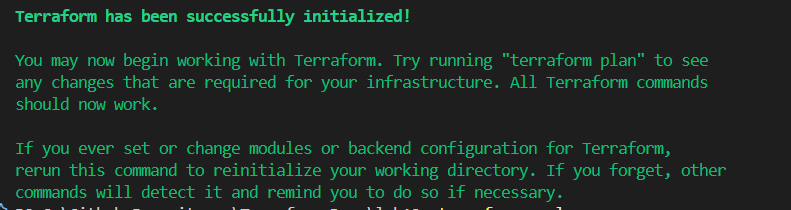 Terraform has been successfully initialized!
You may now begin working with Terraform. Try running "terraform plan" to see
any changes that are required for your infrastructure. All Terraform commands
should now work.
If you ever set or change modules or backend configuration for Terraform,
rerun this command to reinitialize your working directory. If you forget, other
commands will detect it and remind you to do so if necessary.